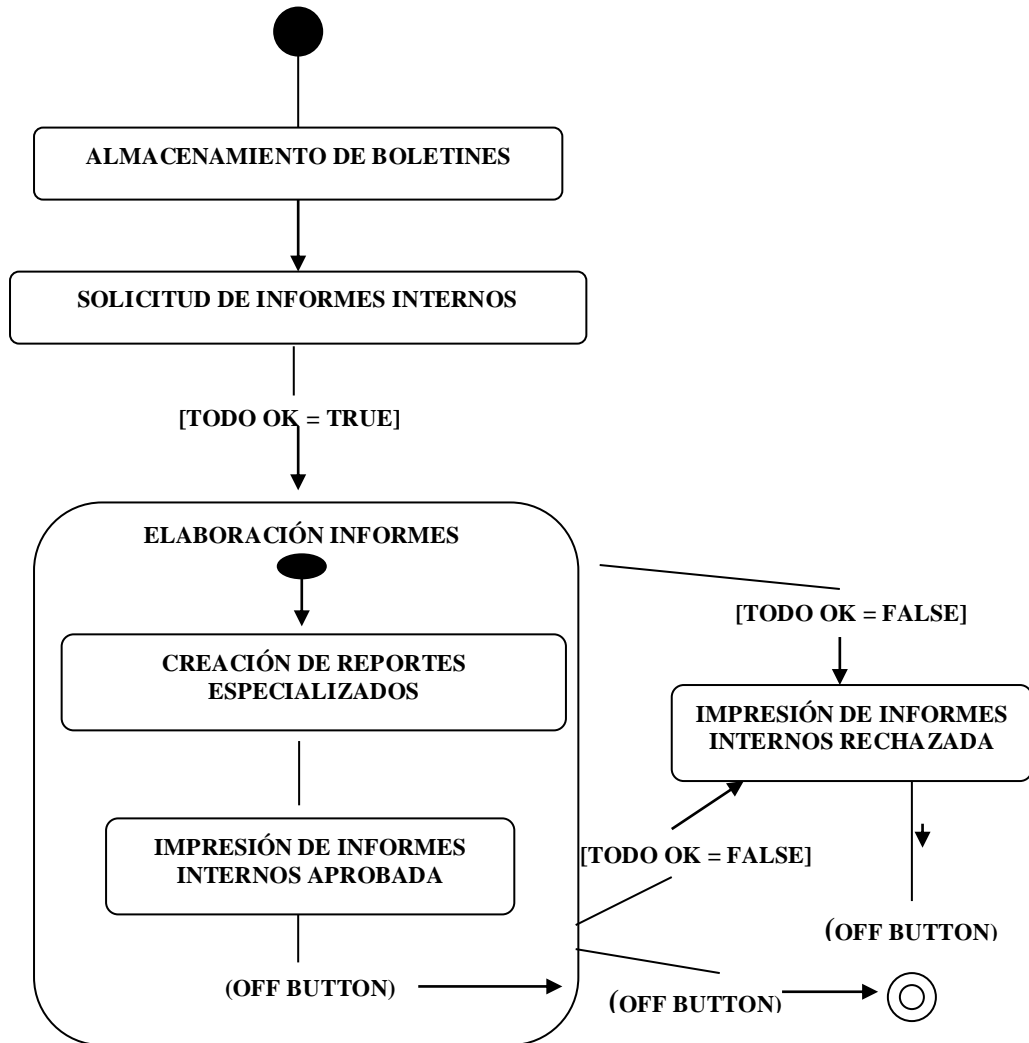 ALMACENAMIENTO DE BOLETINES
SOLICITUD DE INFORMES INTERNOS
[TODO OK = TRUE]
ELABORACIÓN INFORMES
[TODO OK = FALSE]
CREACIÓN DE REPORTES
ESPECIALIZADOS
IMPRESIÓN DE INFORMES
INTERNOS RECHAZADA
IMPRESIÓN DE INFORMES
INTERNOS APROBADA
[TODO OK = FALSE]
(OFF BUTTON)
(OFF BUTTON)
(OFF BUTTON)